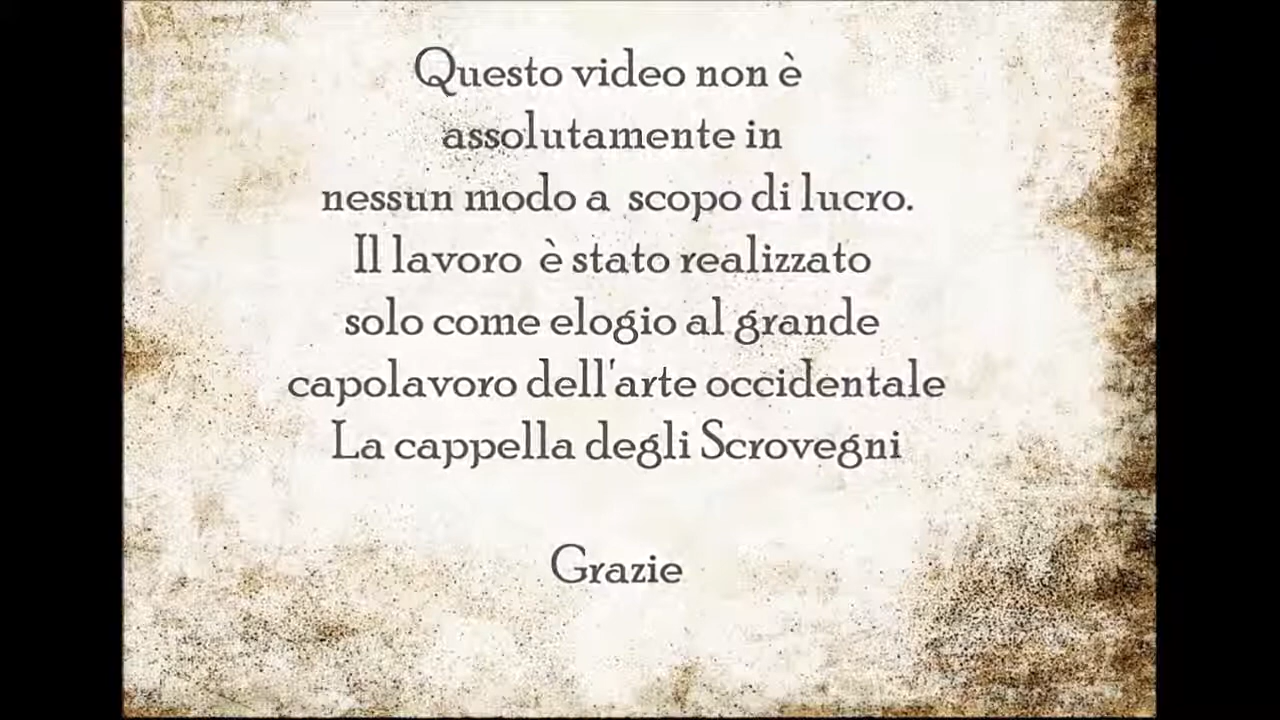 Questo video non è
assolutamente in
nessun modo a scopo di lucro.
Il lavoro è stato realizzato
solo come elogio al grande
capolavoro dell'arte occidentale
La cappella degli Scrovegni
Grazie